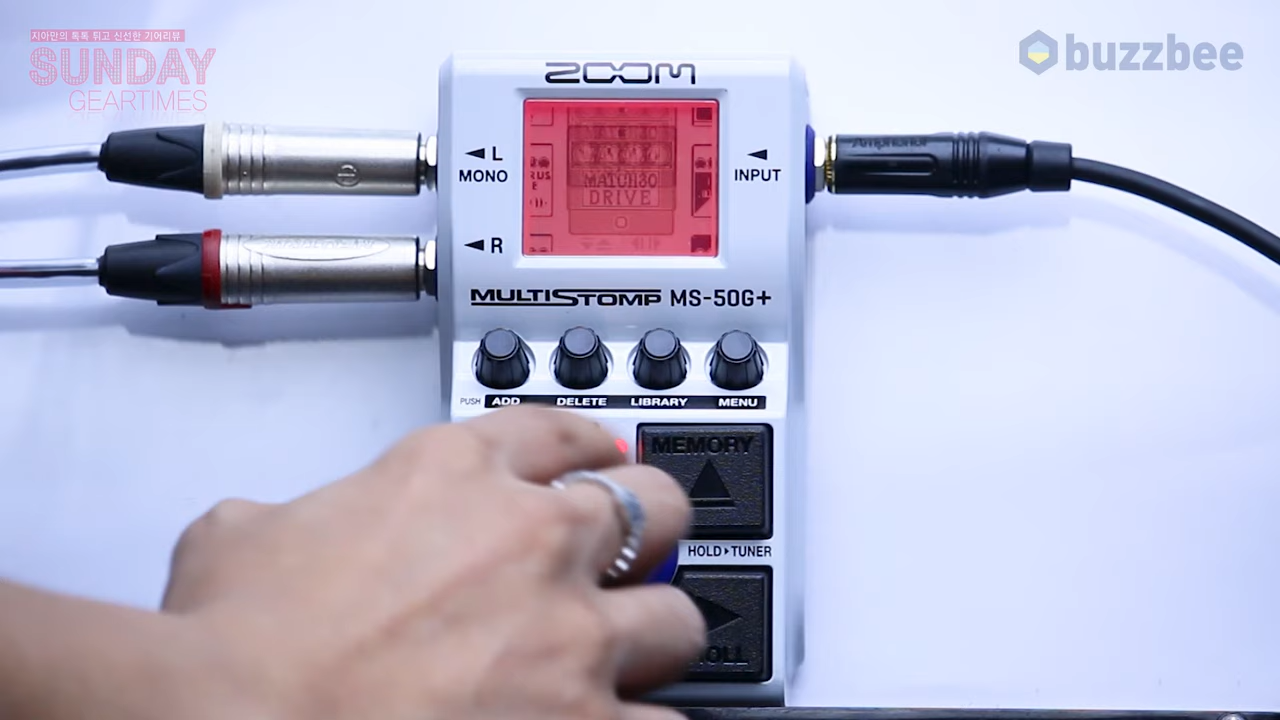 지아만의 톡톡 튀고 신선한 기어리뷰
SUNDAY
GEARTIMES
buzzbee
ZOOM
L
MONO
INPUT
R
Amphenol
MATCH30
DRIVE
MULTISTOMP MS-50G+
PUSH ADD DELETE LIBRARY MENU
MEMORY
HOLD▸TUNER